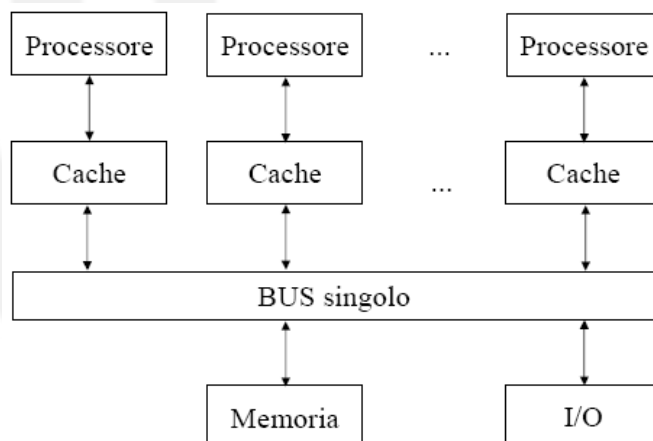 Processore Processore ... Processore
Cache Cache ... Cache
BUS singolo
Memoria I/O